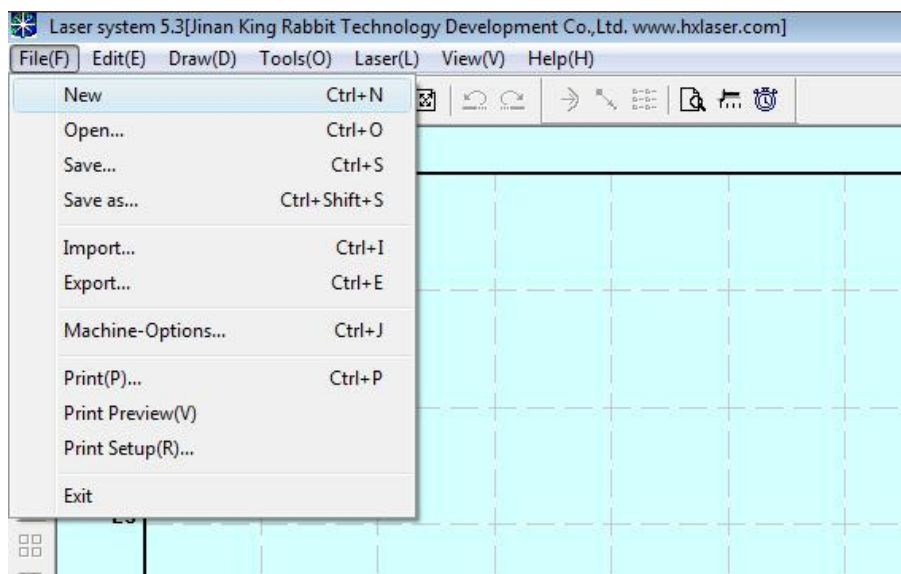 Laser system 5.3[Jinan King Rabbit Technology Development Co.,Ltd. www.hxlaser.com]
File(F) Edit(E) Draw(D) Tools(O) Laser(L) View(V) Help(H)
New Ctrl+N
Open... Ctrl+O
Save... Ctrl+S
Save as... Ctrl+Shift+S
Import... Ctrl+I
Export... Ctrl+E
Machine-Options... Ctrl+J
Print(P)... Ctrl+P
Print Preview(V)
Print Setup(R)...
Exit